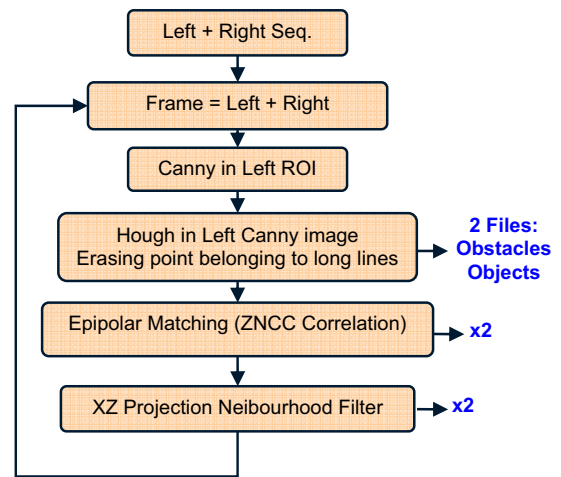 Left + Right Seq.
Frame = Left + Right
Canny in Left ROI
Hough in Left Canny image
Erasing point belonging to long lines
2 Files:
Obstacles
Objects
Epipolar Matching (ZNCC Correlation)
x2
XZ Projection Neibourhood Filter
x2